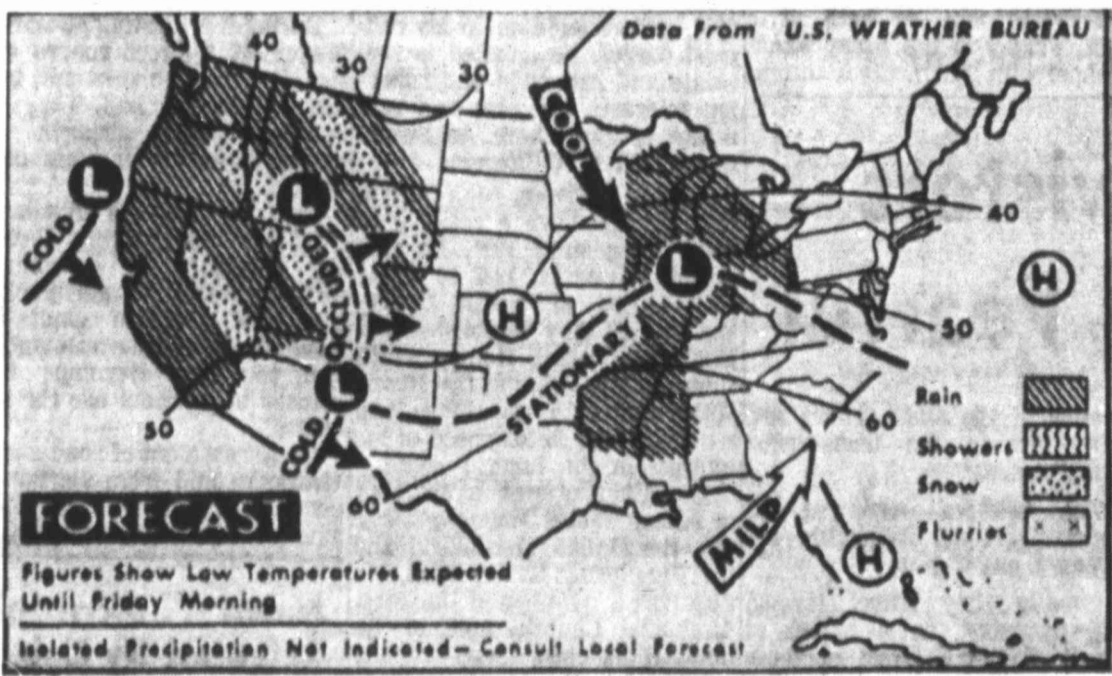 Data From U.S. WEATHER BUREAU
40
30
30
COOL
L
L
COLD
OCCLUDED
L
40
H
H
50
STATIONARY
L
50
COLD
60
60
MILD
H
Rain
Showers
Snow
Flurries
FORECAST
Figures Show Low Temperatures Expected
Until Friday Morning
Isolated Precipitation Not Indicated – Consult Local Forecast